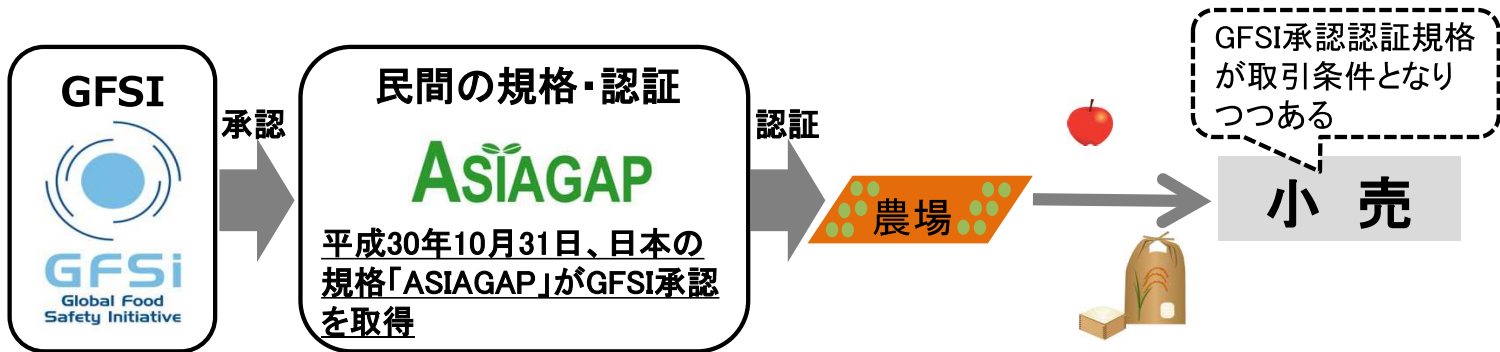 GFSI
GFSi
Global Food
Safety Initiative
承認
民間の規格・認証
ASIAGAP
平成30年10月31日、日本の
規格「ASIAGAP」がGFSI承認
を取得
認証
農場
GFSI承認認証規格
が取引条件となり
つつある
小 売